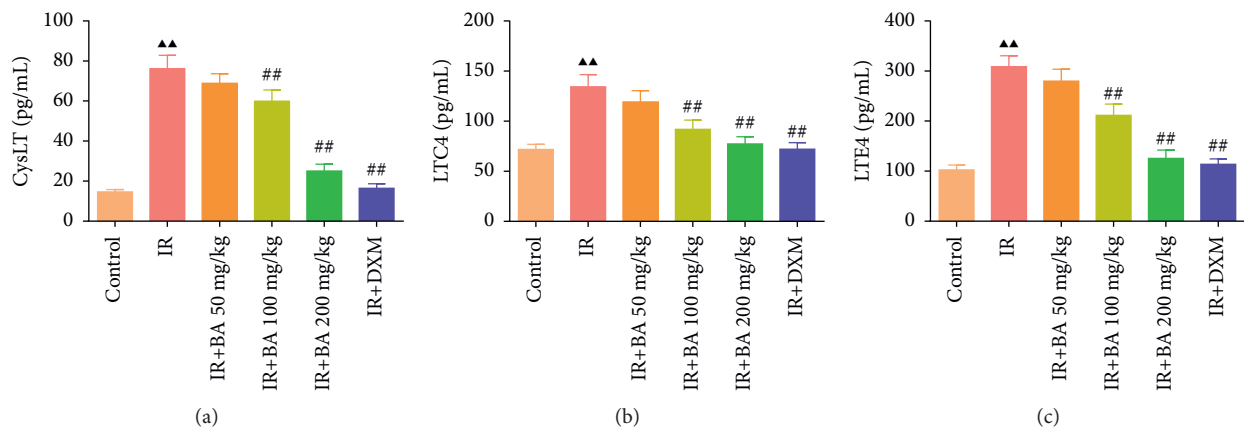 CysLT (pg/mL)
100
80
60
40
20
0
▲▲
##
##
##
Control
IR
IR+BA 50 mg/kg
IR+BA 100 mg/kg
IR+BA 200 mg/kg
IR+DXM
(a)
LTC4 (pg/mL)
200
150
100
50
0
▲▲
##
##
##
Control
IR
IR+BA 50 mg/kg
IR+BA 100 mg/kg
IR+BA 200 mg/kg
IR+DXM
(b)
LTE4 (pg/mL)
400
300
200
100
0
▲▲
##
##
##
Control
IR
IR+BA 50 mg/kg
IR+BA 100 mg/kg
IR+BA 200 mg/kg
IR+DXM
(c)